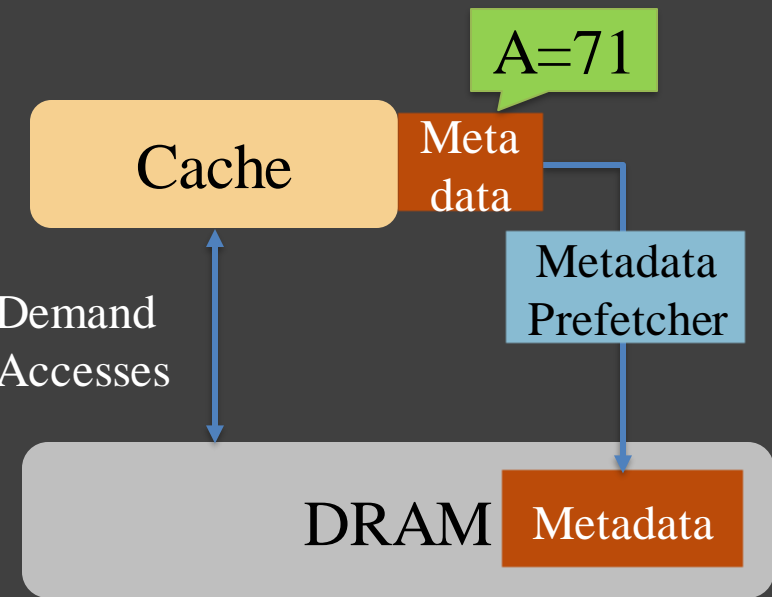 A=71
Cache
Meta
data
Metadata
Prefetcher
Demand
Accesses
DRAM
Metadata